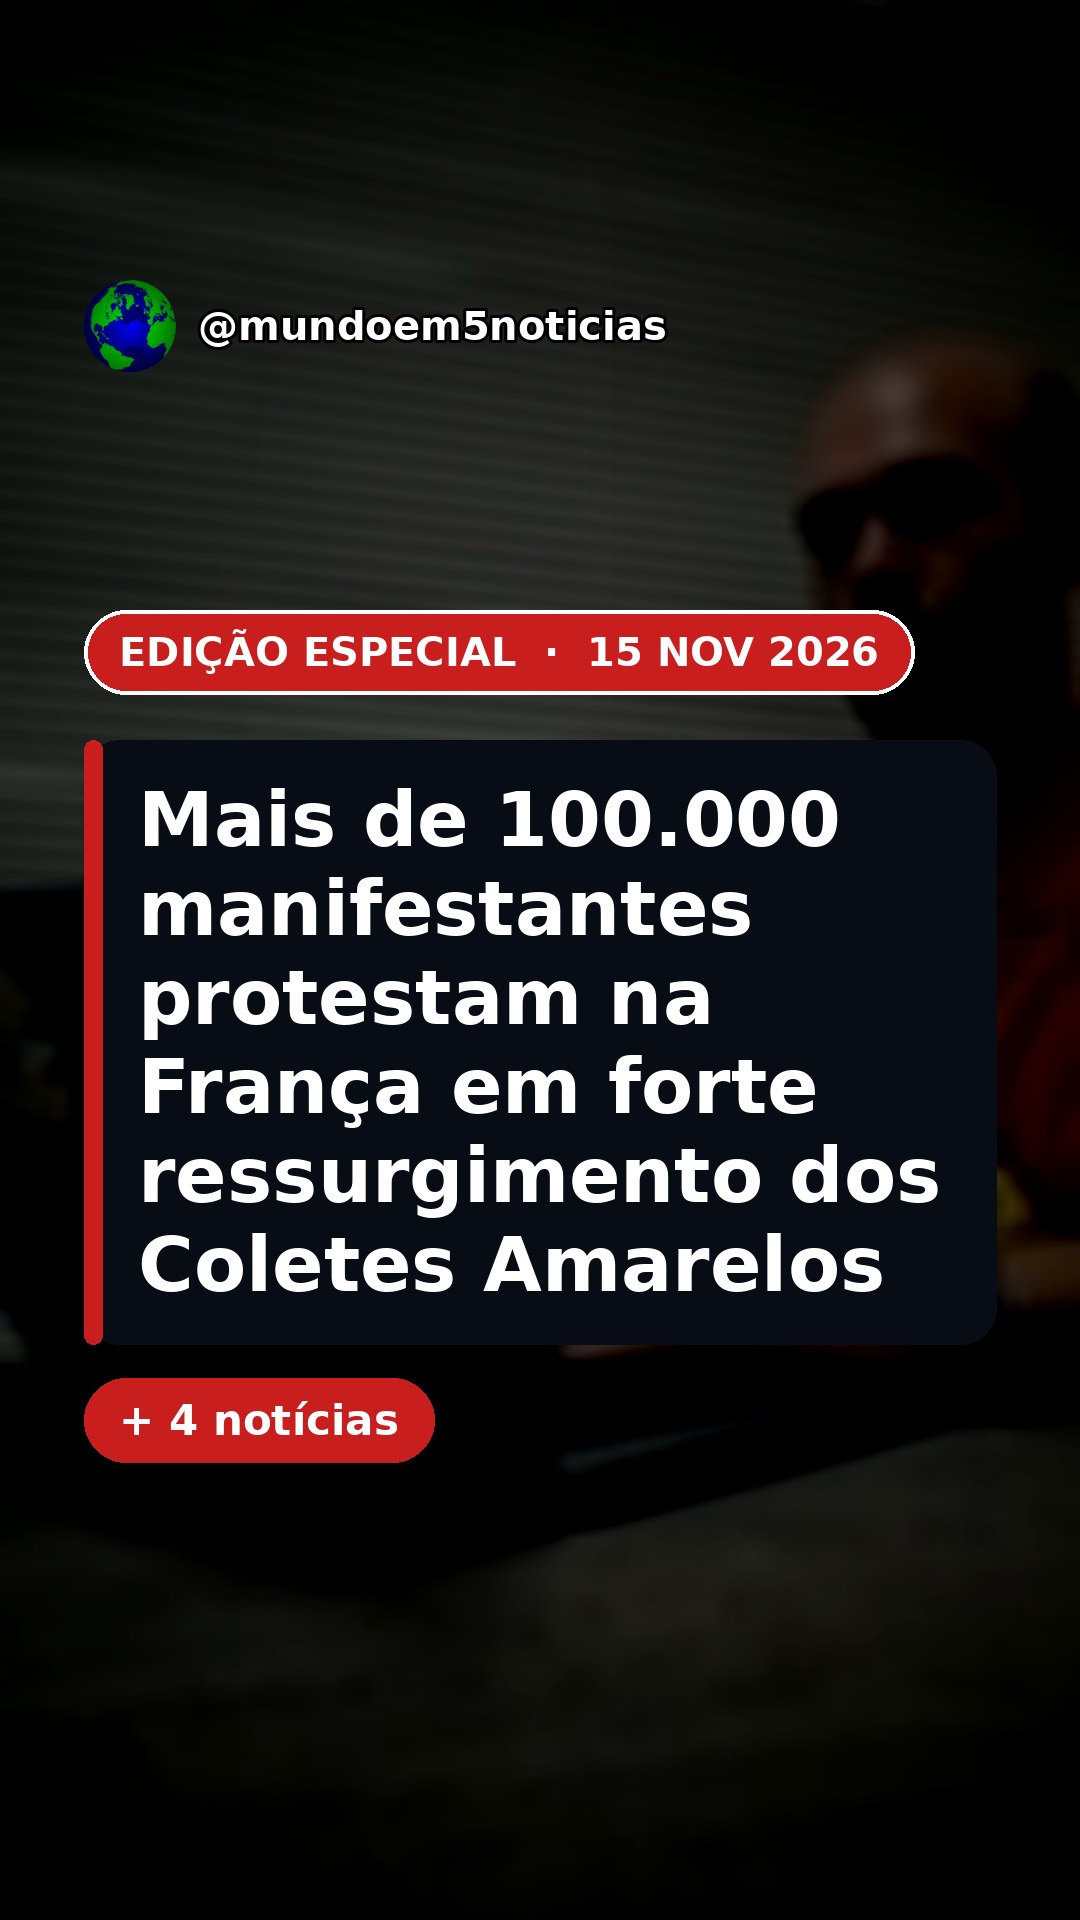 @mundoem5noticias
EDIÇÃO ESPECIAL · 15 NOV 2026
Mais de 100.000
manifestantes
protestam na
França em forte
ressurgimento dos
Coletes Amarelos
+ 4 notícias